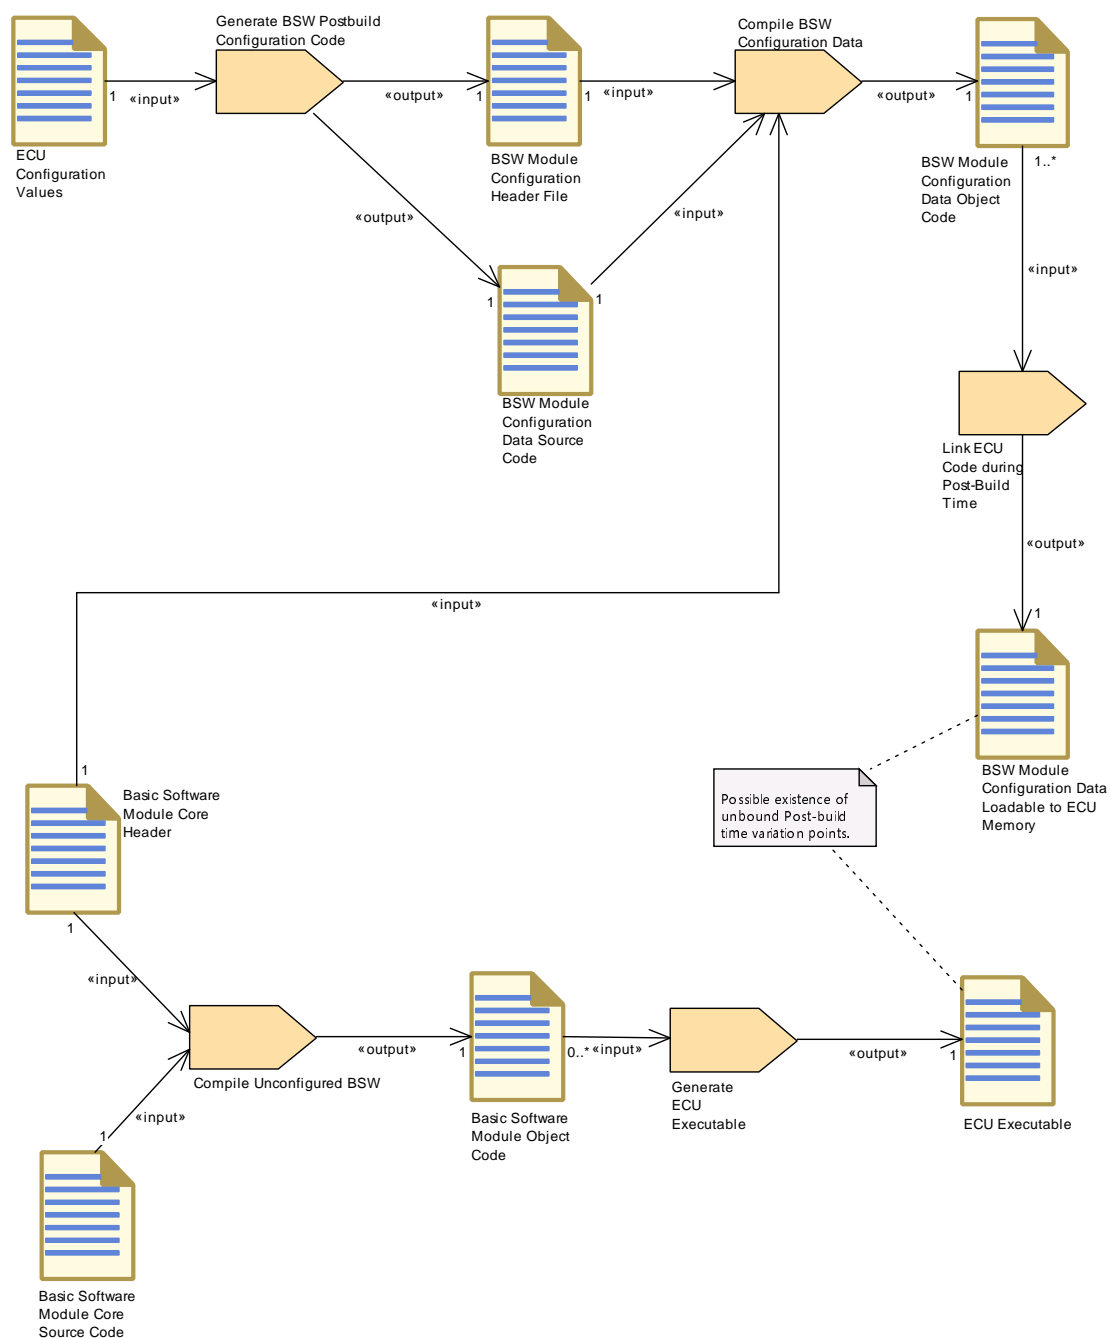 Generate BSW Postbuild
Configuration Code
Compile BSW
Configuration Data
1
«input»
«output»
1
1
«input»
«output»
1
ECU
Configuration
Values
BSW Module
Configuration
Header File
BSW Module
Configuration
Data Object
Code
1..*
«output»
«input»
«input»
1
1
BSW Module
Configuration
Data Source
Code
Link ECU
Code during
Post-Build
Time
«output»
«input»
1
1
Basic Software
Module Core
Header
BSW Module
Configuration Data
Loadable to ECU
Memory
Possible existence of
unbound Post-build
time variation points.
1
«input»
«output»
1
0..*
«input»
«output»
1
Compile Unconfigured BSW
Generate
ECU
Executable
«input»
1
Basic Software
Module Object
Code
ECU Executable
Basic Software
Module Core
Source Code